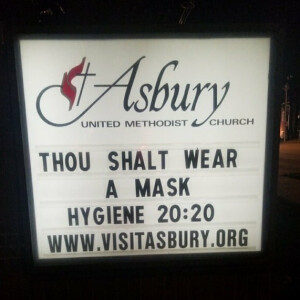 Asbury
UNITED METHODIST CHURCH
THOU SHALT WEAR
A MASK
HYGIENE 20:20
WWW.VISITASBURY.ORG